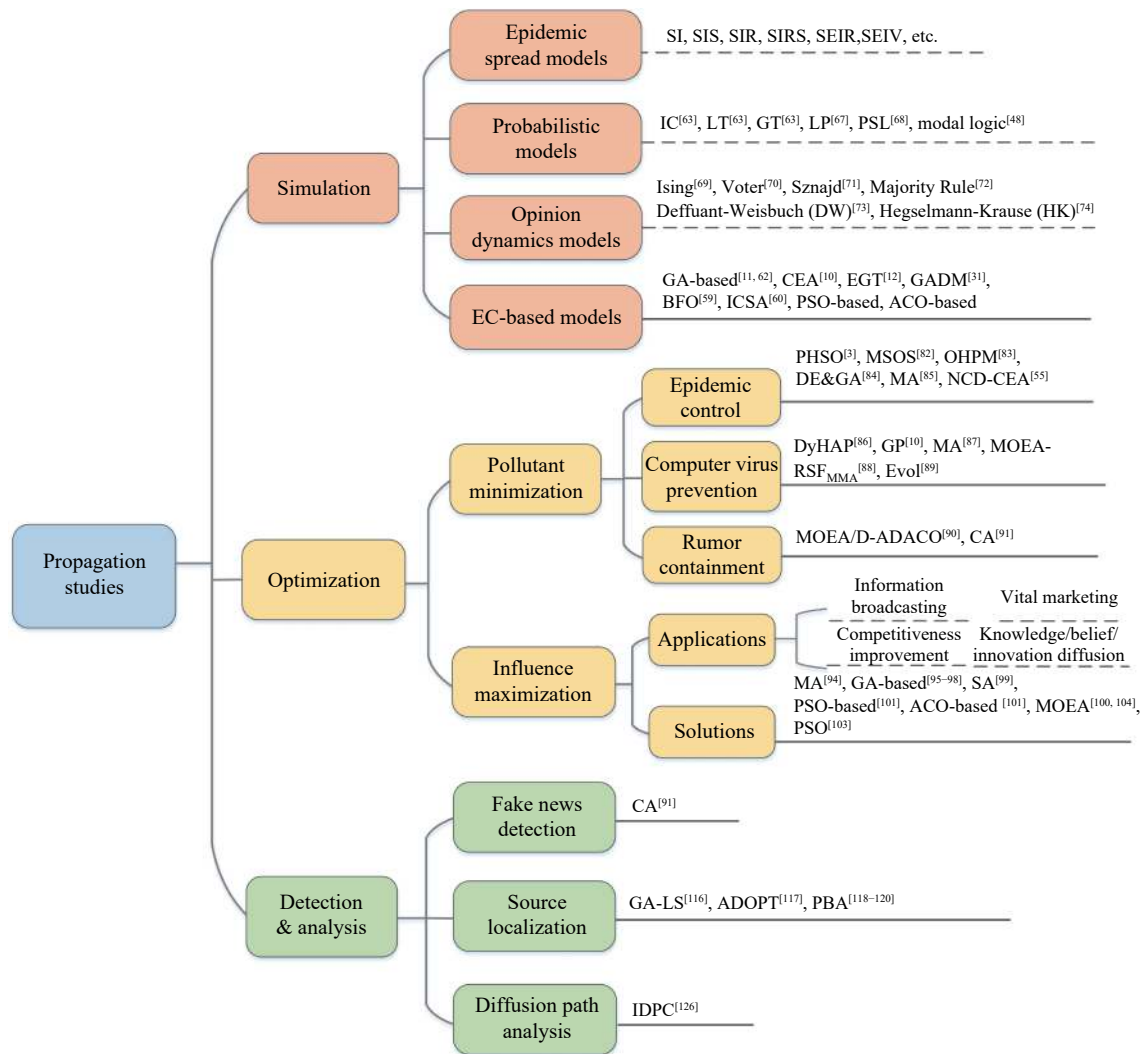 Epidemic
spread models
SI, SIS, SIR, SIRS, SEIR,SEIV, etc.
Probabilistic
models
IC[63], LT[63], GT[63], LP[67], PSL[68], modal logic[48]
Simulation
Opinion
dynamics models
Ising[69], Voter[70], Sznajd[71], Majority Rule[72]
Deffuant-Weisbuch (DW)[73], Hegselmann-Krause (HK)[74]
EC-based models
GA-based[11, 62], CEA[10], EGT[12], GADM[31],
BFO[59], ICSA[60], PSO-based, ACO-based
Epidemic
control
PHSO[3], MSOS[82], OHPM[83],
DE&GA[84], MA[85], NCD-CEA[55]
Pollutant
minimization
Computer virus
prevention
DyHAP[86], GP[10], MA[87], MOEA-
RSFMMA[88], Evol[89]
Rumor
containment
MOEA/D-ADACO[90], CA[91]
Propagation
studies
Optimization
Influence
maximization
Applications
Information
broadcasting
Vital marketing
Competitiveness
improvement
Knowledge/belief/
innovation diffusion
Solutions
MA[94], GA-based[95–98], SA[99],
PSO-based[101], ACO-based [101], MOEA[100, 104],
PSO[103]
Fake news
detection
CA[91]
Detection
& analysis
Source
localization
GA-LS[116], ADOPT[117], PBA[118–120]
Diffusion path
analysis
IDPC[126]